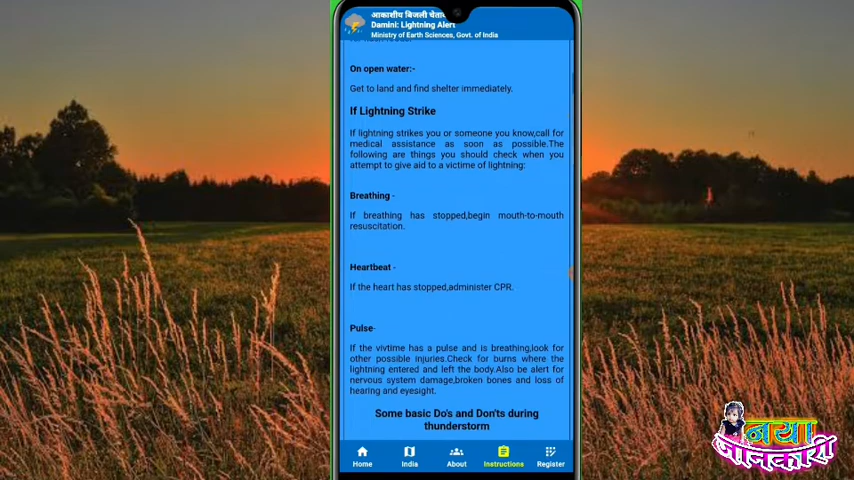 आकाशीय बिजली
Damini: Lightning Alert
Ministry of Earth Sciences, Govt. of India
On open water:-
Get to land and find shelter immediately.
If Lightning Strike
If lightning strikes you or someone you know,call for
medical assistance as soon as possible.The
following are things you should check when you
attempt to give aid to a victime of lightning:
Breathing -
If breathing has stopped,begin mouth-to-mouth
resuscitation.
Heartbeat -
If the heart has stopped,administer CPR.
Pulse-
If the vivtime has a pulse and is breathing,look for
other possible injuries.Check for burns where the
lightning entered and left the body.Also be alert for
nervous system damage,broken bones and loss of
hearing and eyesight.
Some basic Do's and Don'ts during
thunderstorm
Home India About Instructions Register
नया
जानकारी